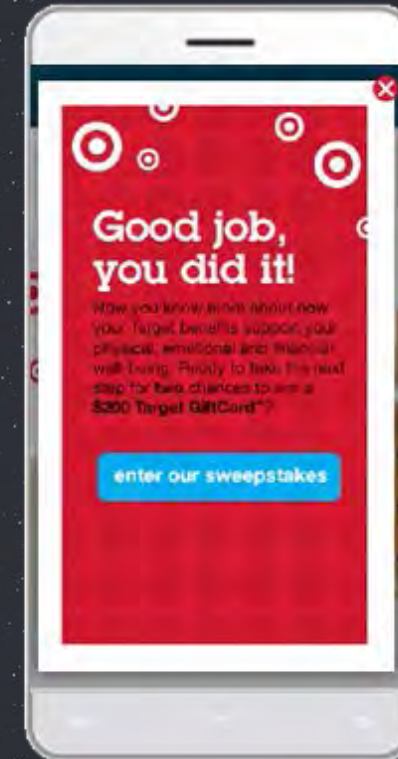 Good job,
you did it!
Now you know more about how
your Target benefits support your
physical, emotional and financial
well-being. Ready to take the next
step for two chances to win a
$200 Target GiftCard™?
enter our sweepstakes